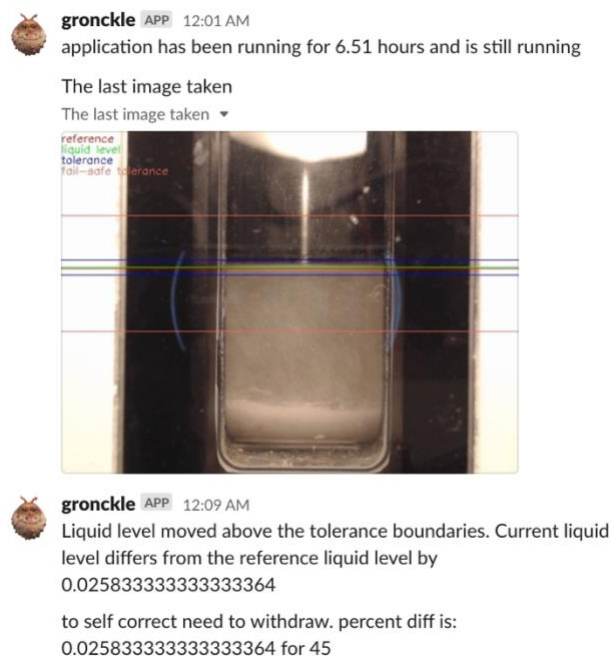 gronckle APP 12:01 AM
application has been running for 6.51 hours and is still running
The last image taken
The last image taken
reference
liquid level
tolerance
fail-safe tolerance
gronckle APP 12:09 AM
Liquid level moved above the tolerance boundaries. Current liquid
level differs from the reference liquid level by
0.025833333333333364
to self correct need to withdraw. percent diff is:
0.025833333333333364 for 45